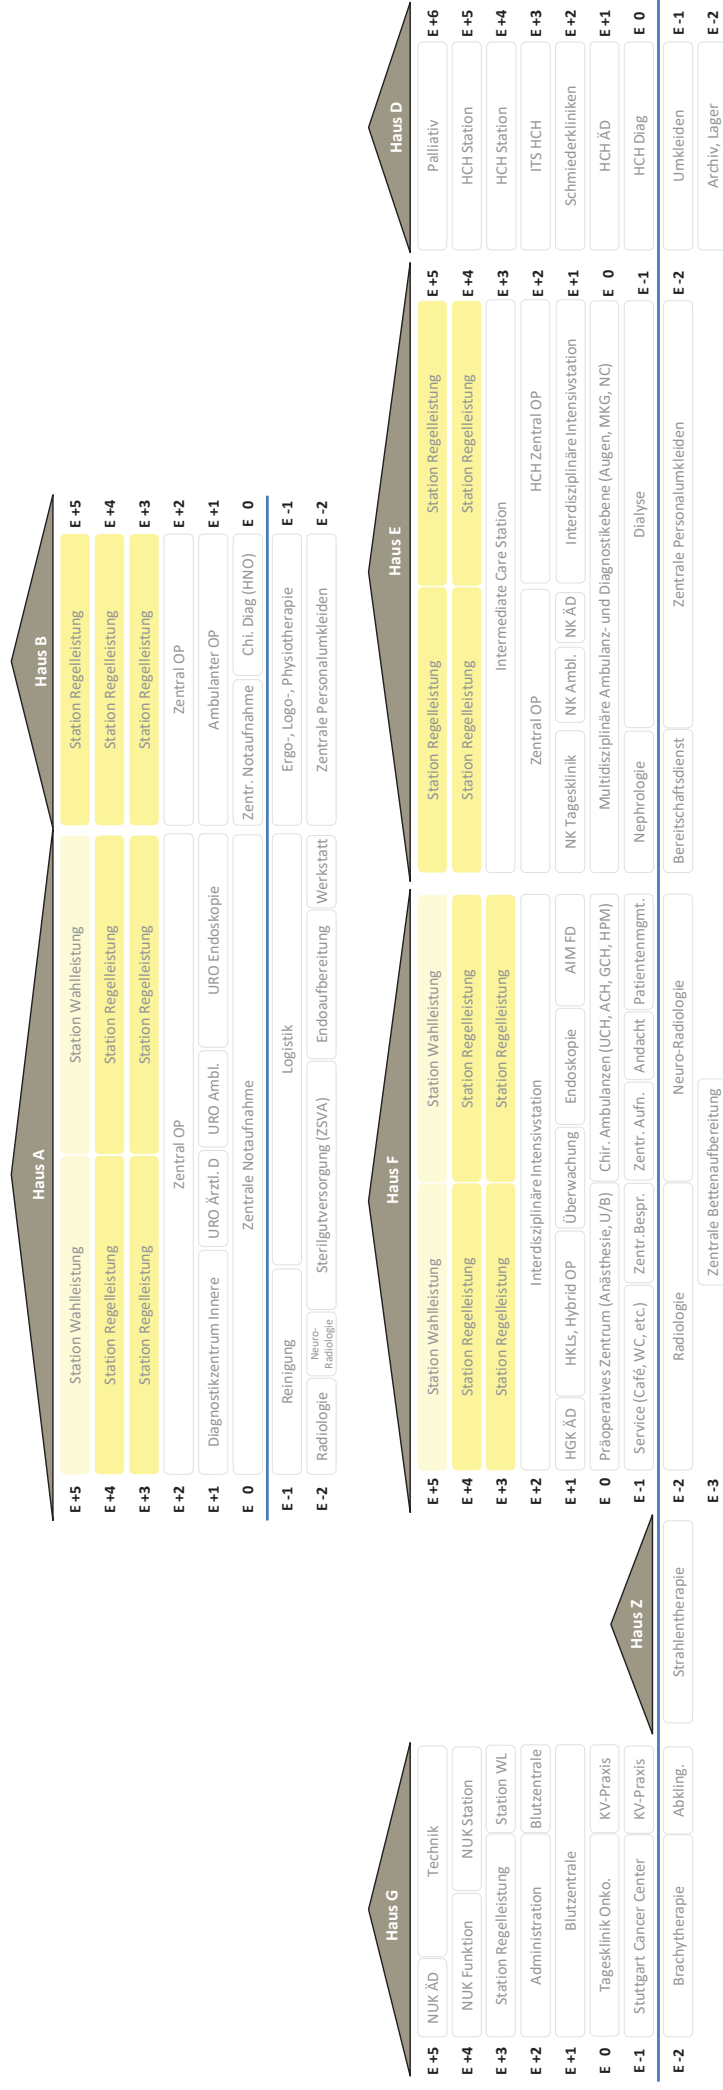 Haus A
Haus B
E +5 Station Wahlleistung Station Wahlleistung Station Regelleistung E +5
E +4 Station Regelleistung Station Regelleistung Station Regelleistung E +4
E +3 Station Regelleistung Station Regelleistung Station Regelleistung E +3
E +2 Zentral OP Zentral OP E +2
E +1 Diagnostikzentrum Innere URO Ärztl. D URO Ambl. URO Endoskopie Ambulanter OP E +1
E 0 Zentrale Notaufnahme Zentr. Notaufnahme Chi. Diag (HNO) E 0
E -1 Reinigung Logistik Ergo-, Logo-, Physiotherapie E -1
E -2 Radiologie Neuro-
Radiologie Sterilgutversorgung (ZSVA) Endoaufbereitung Werkstatt Zentrale Personalumkleiden E -2
Haus G
E +5 NUK ÄD Technik
E +4 NUK Funktion NUK Station
E +3 Station Regelleistung Station WL
E +2 Administration Blutzentrale
E +1 Blutzentrale
E 0 Tagesklinik Onko. KV-Praxis
E -1 Stuttgart Cancer Center KV-Praxis
E -2 Brachytherapie Abkling.
Haus Z
Strahlentherapie
Haus F
E +5 Station Wahlleistung Station Wahlleistung
E +4 Station Regelleistung Station Regelleistung
E +3 Station Regelleistung Station Regelleistung
E +2 Interdisziplinäre Intensivstation
E +1 HGK ÄD HKLs, Hybrid OP Überwachung Endoskopie AIM FD
E 0 Präoperatives Zentrum (Anästhesie, U/B) Chir. Ambulanzen (UCH, ACH, GCH, HPM)
E -1 Service (Café, WC, etc.) Zentr.Bespr. Zentr. Aufn. Andacht Patientenmgmt.
E -2 Radiologie Neuro-Radiologie
E -3 Zentrale Bettenaufbereitung
Haus E
Station Regelleistung Station Regelleistung E +5
Station Regelleistung Station Regelleistung E +4
Intermediate Care Station E +3
Zentral OP HCH Zentral OP E +2
NK Tagesklinik NK Ambl. NK ÄD Interdisziplinäre Intensivstation E +1
Multidisziplinäre Ambulanz- und Diagnostikebene (Augen, MKG, NC) E 0
Nephrologie Dialyse E -1
Bereitschaftsdienst Zentrale Personalumkleiden E -2
Haus D
Palliativ E +6
HCH Station E +5
HCH Station E +4
ITS HCH E +3
Schmiederkliniken E +2
HCH ÄD E +1
HCH Diag E 0
Umkleiden E -1
Archiv, Lager E -2